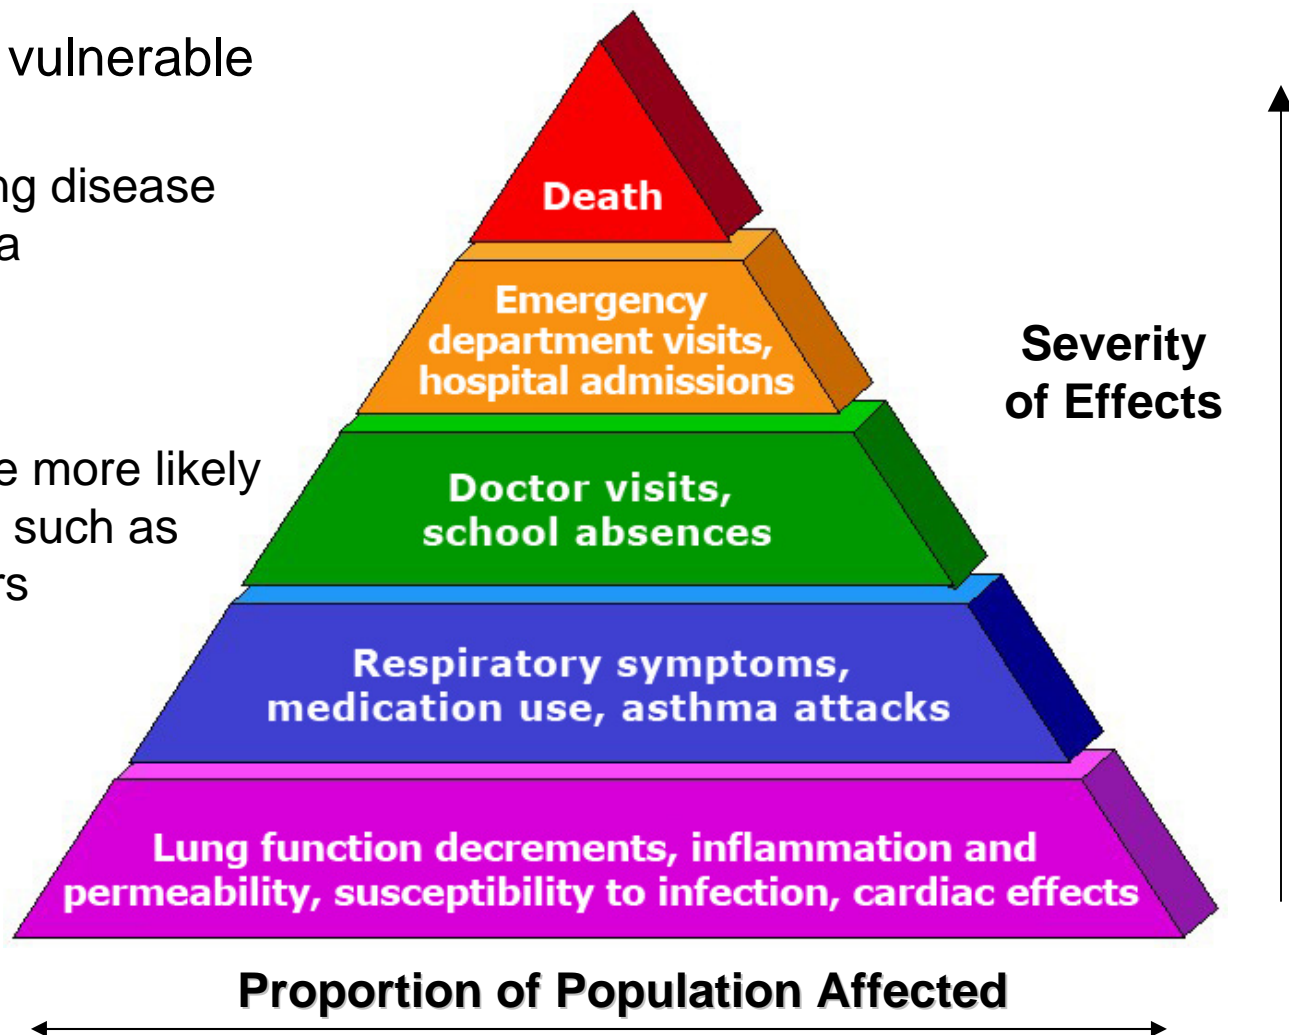 vulnerable
ng disease
a
e more likely
such as
rs
Death
Emergency
department visits,
hospital admissions
Doctor visits,
school absences
Respiratory symptoms,
medication use, asthma attacks
Lung function decrements, inflammation and
permeability, susceptibility to infection, cardiac effects
Severity
of Effects
Proportion of Population Affected